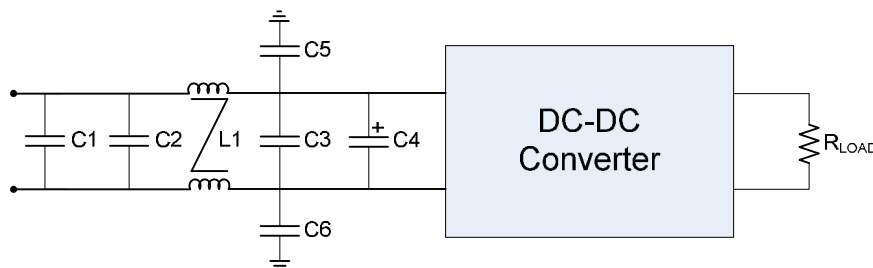 C5
C1
C2
L1
C3
+
C4
DC-DC
Converter
RLOAD
C6